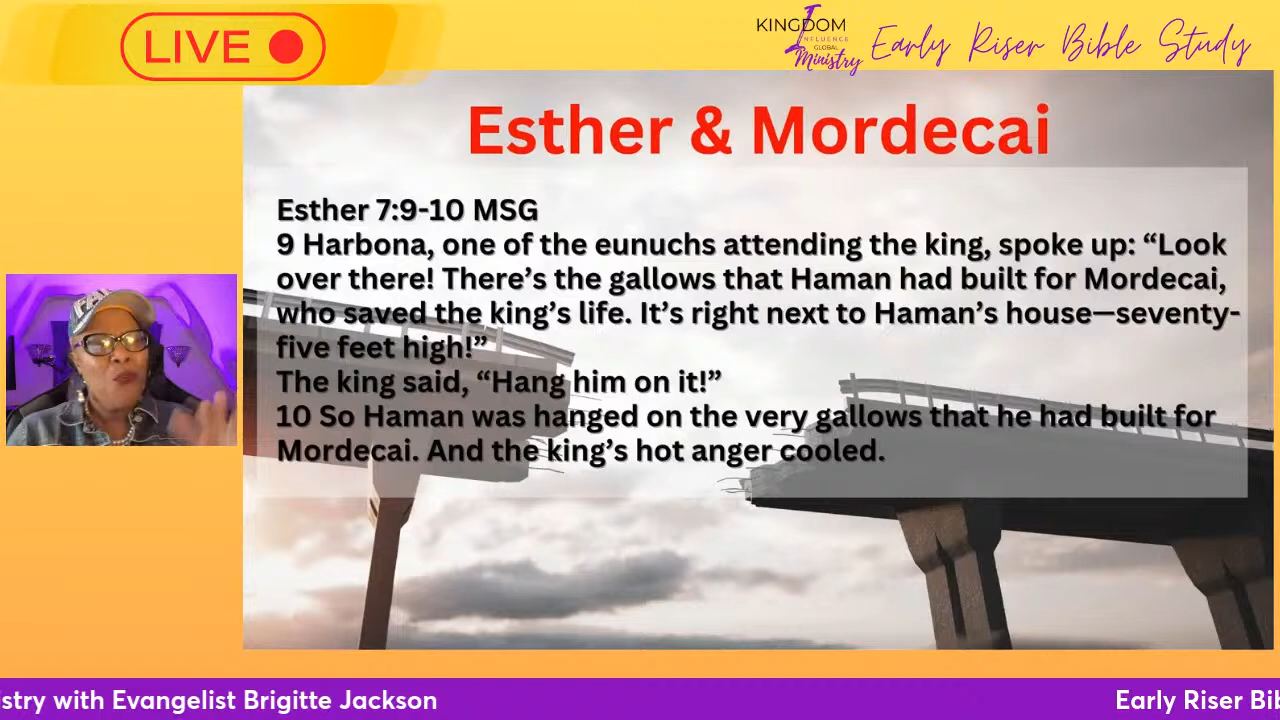 LIVE
KINGDOM
INFLUENCE
GLOBAL
Ministry
Early Riser Bible Study
Esther & Mordecai
Esther 7:9-10 MSG
9 Harbona, one of the eunuchs attending the king, spoke up: “Look
over there! There’s the gallows that Haman had built for Mordecai,
who saved the king’s life. It’s right next to Haman’s house—seventy-
five feet high!”
The king said, “Hang him on it!”
10 So Haman was hanged on the very gallows that he had built for
Mordecai. And the king’s hot anger cooled.
istry with Evangelist Brigitte Jackson
Early Riser Bib